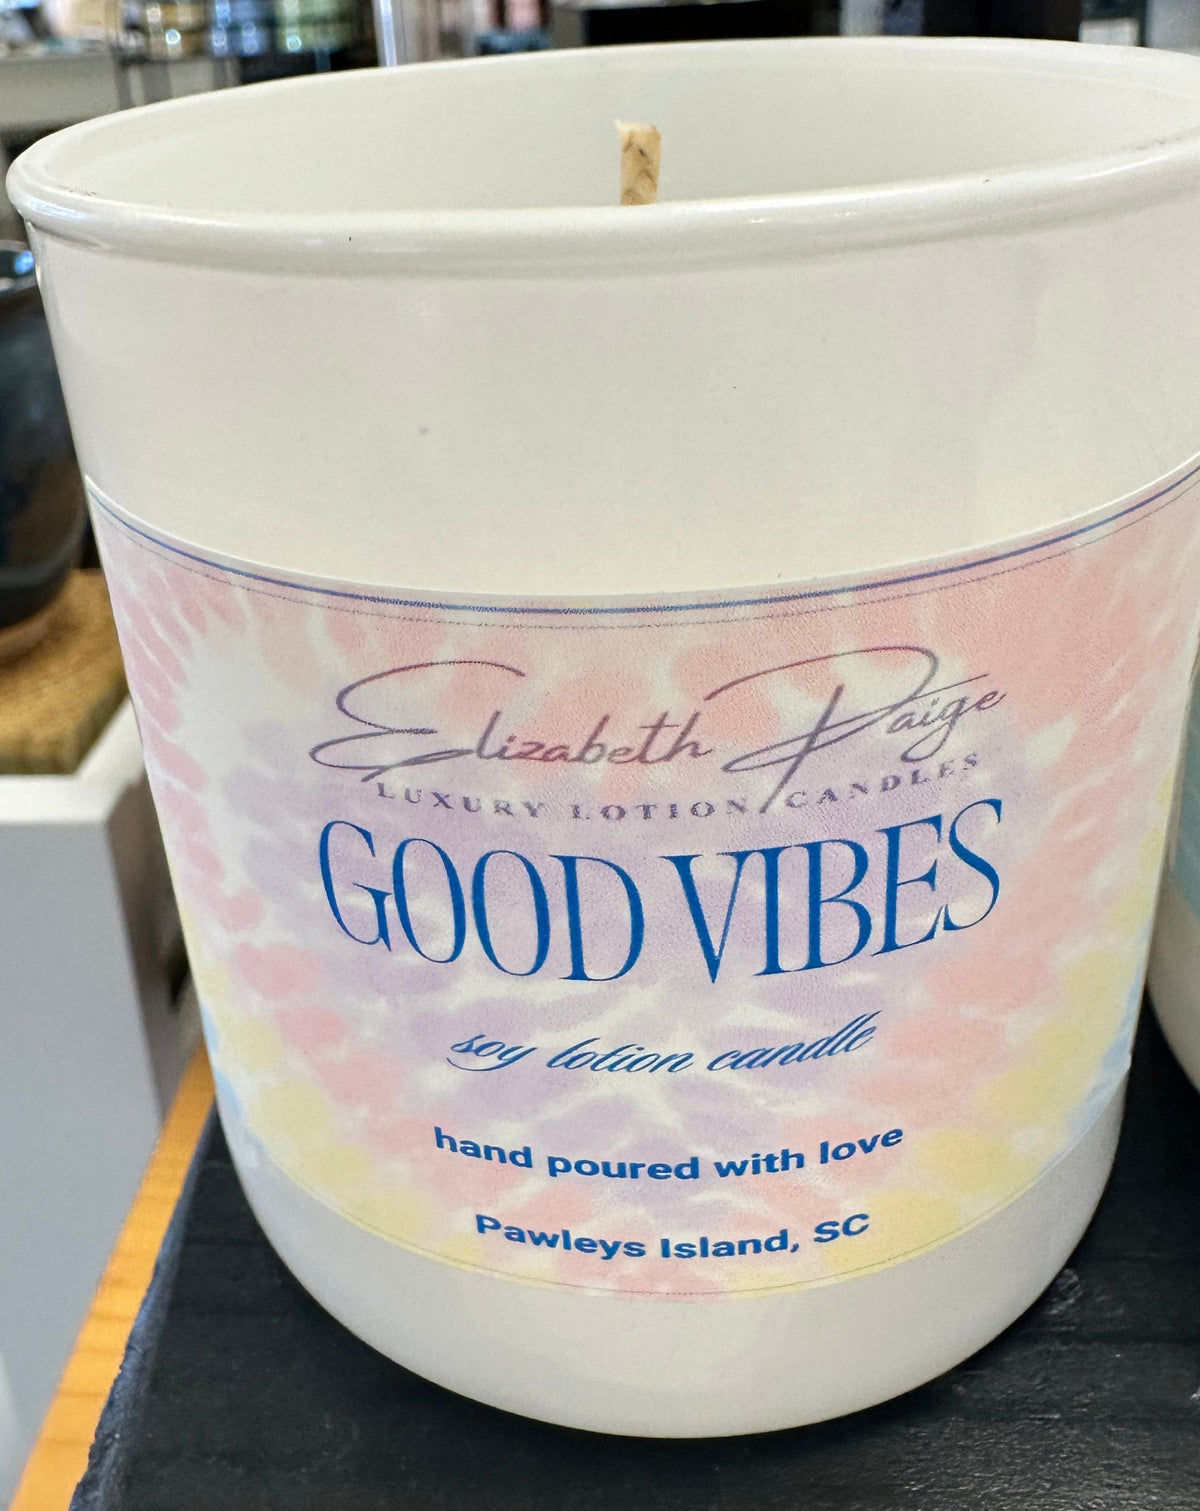 Elizabeth Paige
LUXURY LOTION CANDLES
GOOD VIBES
soy lotion candle
hand poured with love
Pawleys Island, SC